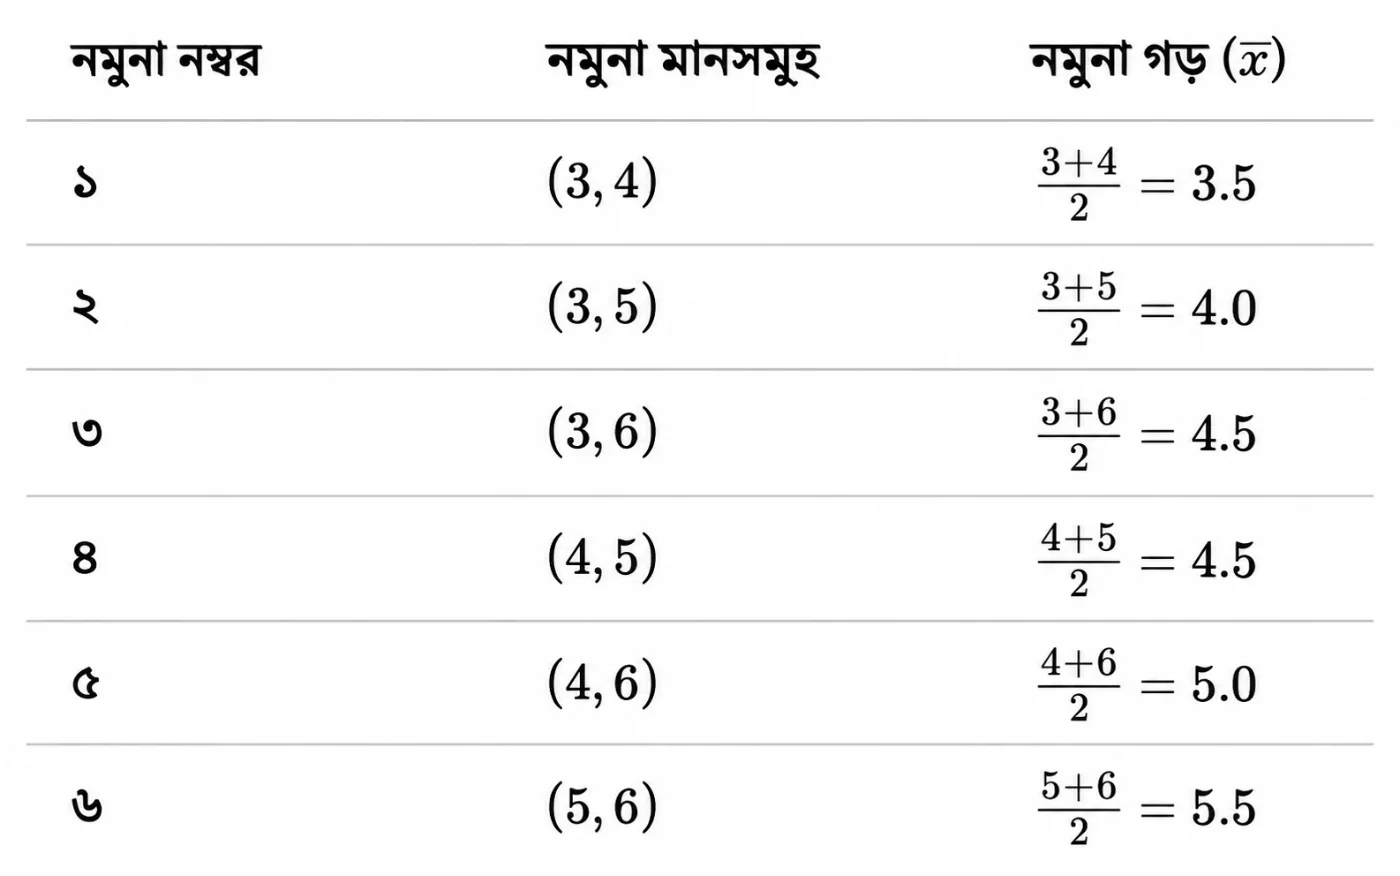 নমুনা নম্বর নমুনা মানসমুহ নমুনা গড় (x̅)
১ (3, 4) 3+4/2 = 3.5
২ (3, 5) 3+5/2 = 4.0
৩ (3, 6) 3+6/2 = 4.5
৪ (4, 5) 4+5/2 = 4.5
৫ (4, 6) 4+6/2 = 5.0
৬ (5, 6) 5+6/2 = 5.5